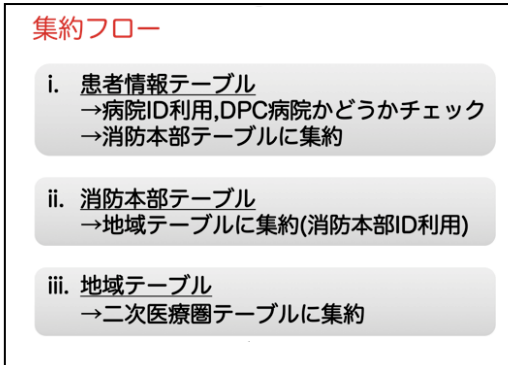 集約フロー
i. 患者情報テーブル
→病院ID利用,DPC病院かどうかチェック
→消防本部テーブルに集約
ii. 消防本部テーブル
→地域テーブルに集約(消防本部ID利用)
iii. 地域テーブル
→二次医療圏テーブルに集約